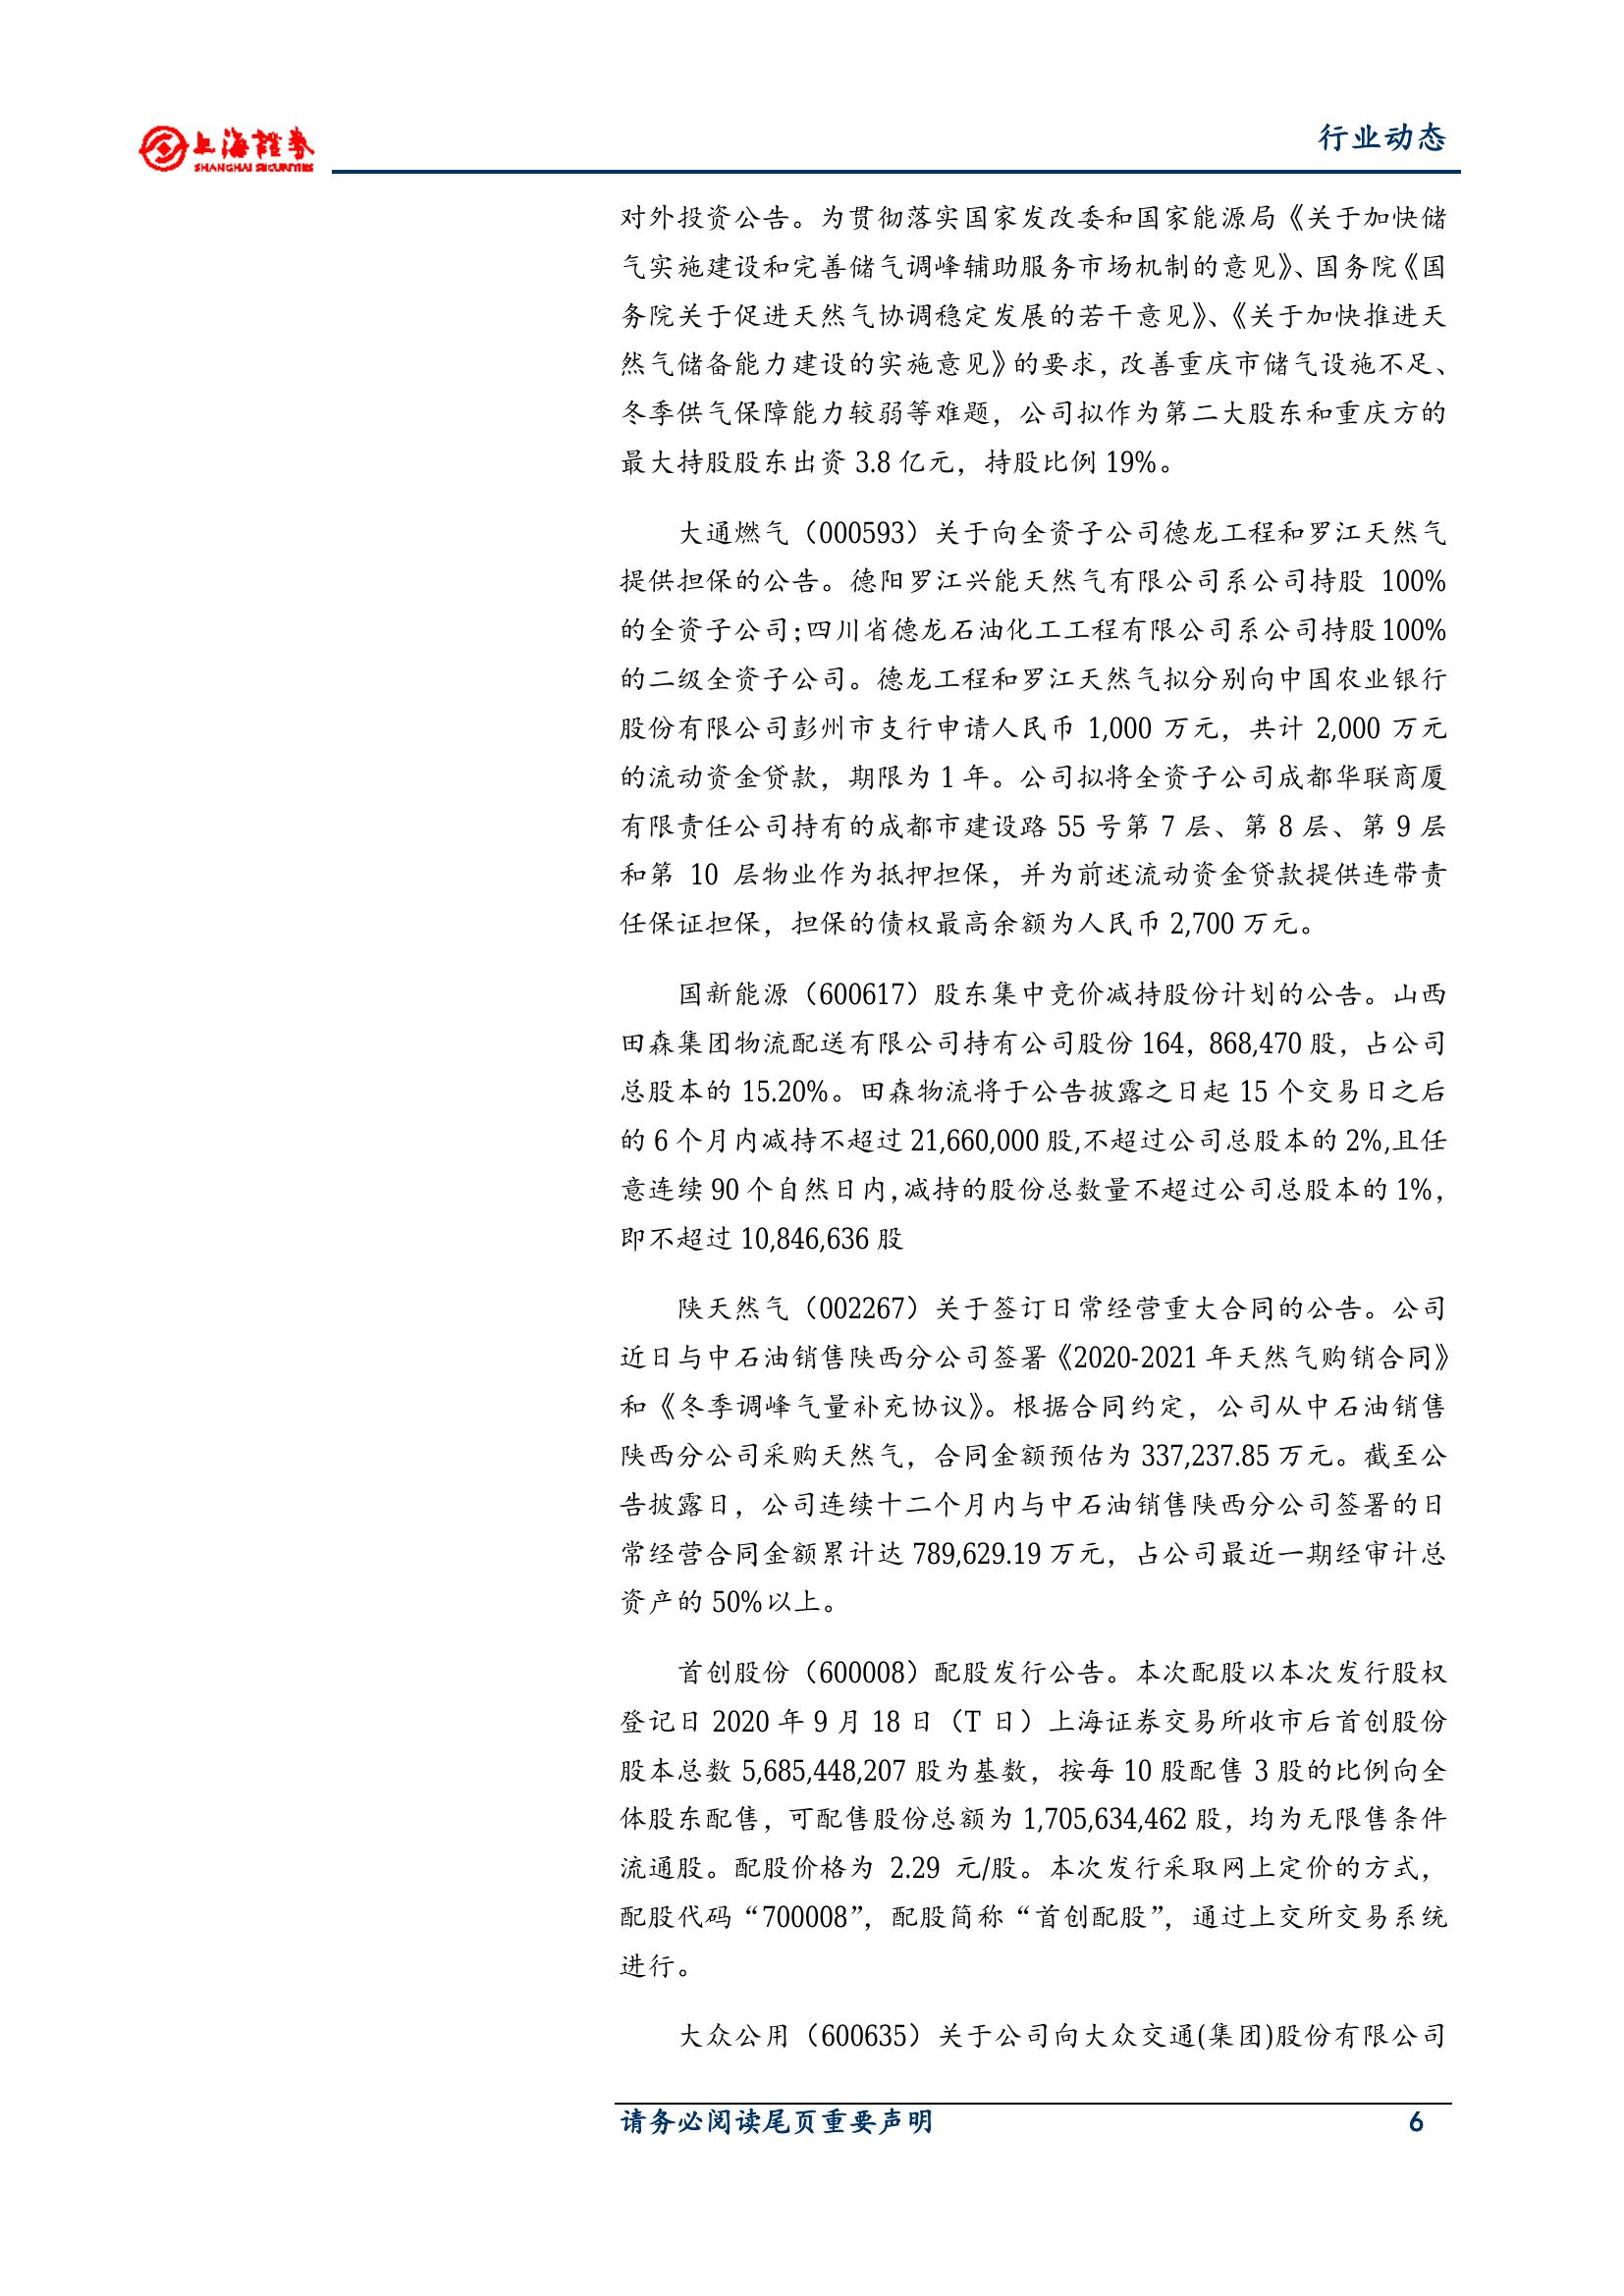 上海證券
SHANGHAI SECURITIES
行业动态
对外投资公告。为贯彻落实国家发改委和国家能源局《关于加快储
气实施建设和完善储气调峰辅助服务市场机制的意见》、国务院《国
务院关于促进天然气协调稳定发展的若干意见》、《关于加快推进天
然气储备能力建设的实施意见》的要求，改善重庆市储气设施不足、
冬季供气保障能力较弱等难题，公司拟作为第二大股东和重庆方的
最大持股股东出资 3.8 亿元，持股比例 19%。
大通燃气（000593）关于向全资子公司德龙工程和罗江天然气
提供担保的公告。德阳罗江兴能天然气有限公司系公司持股 100%
的全资子公司;四川省德龙石油化工工程有限公司系公司持股 100%
的二级全资子公司。德龙工程和罗江天然气拟分别向中国农业银行
股份有限公司彭州市支行申请人民币 1,000 万元，共计 2,000 万元
的流动资金贷款，期限为 1 年。公司拟将全资子公司成都华联商厦
有限责任公司持有的成都市建设路 55 号第 7 层、第 8 层、第 9 层
和第 10 层物业作为抵押担保，并为前述流动资金贷款提供连带责
任保证担保，担保的债权最高余额为人民币 2,700 万元。
国新能源（600617）股东集中竞价减持股份计划的公告。山西
田森集团物流配送有限公司持有公司股份 164，868,470 股，占公司
总股本的 15.20%。田森物流将于公告披露之日起 15 个交易日之后
的 6 个月内减持不超过 21,660,000 股,不超过公司总股本的 2%,且任
意连续 90 个自然日内,减持的股份总数量不超过公司总股本的 1%，
即不超过 10,846,636 股
陕天然气（002267）关于签订日常经营重大合同的公告。公司
近日与中石油销售陕西分公司签署《2020-2021 年天然气购销合同》
和《冬季调峰气量补充协议》。根据合同约定，公司从中石油销售
陕西分公司采购天然气，合同金额预估为 337,237.85 万元。截至公
告披露日，公司连续十二个月内与中石油销售陕西分公司签署的日
常经营合同金额累计达 789,629.19 万元，占公司最近一期经审计总
资产的 50%以上。
首创股份（600008）配股发行公告。本次配股以本次发行股权
登记日 2020 年 9 月 18 日（T 日）上海证券交易所收市后首创股份
股本总数 5,685,448,207 股为基数，按每 10 股配售 3 股的比例向全
体股东配售，可配售股份总额为 1,705,634,462 股，均为无限售条件
流通股。配股价格为 2.29 元/股。本次发行采取网上定价的方式，
配股代码“700008”，配股简称“首创配股”，通过上交所交易系统
进行。
大众公用（600635）关于公司向大众交通(集团)股份有限公司
请务必阅读尾页重要声明 6